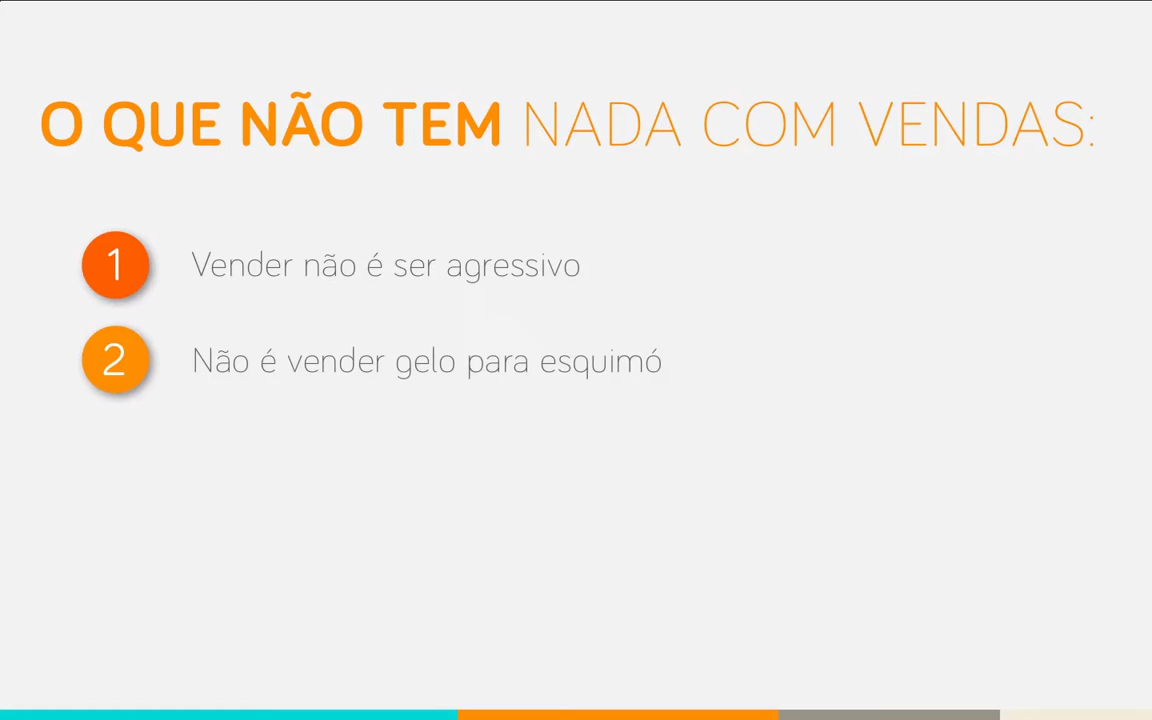 O QUE NÃO TEM NADA COM VENDAS:
1 Vender não é ser agressivo
2 Não é vender gelo para esquimó